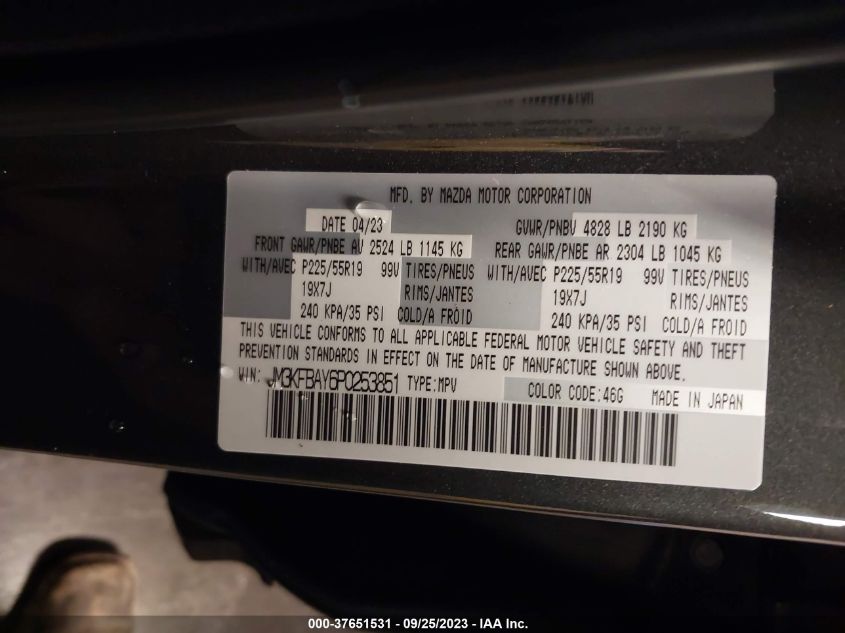 MFD. BY MAZDA MOTOR CORPORATION
DATE 04/23 GVWR/PNBV 4828 LB 2190 KG
FRONT GAWR/PNBE AV 2524 LB 1145 KG REAR GAWR/PNBE AR 2304 LB 1045 KG
WITH/AVEC P225/55R19 99V TIRES/PNEUS WITH/AVEC P225/55R19 99V TIRES/PNEUS
19X7J RIMS/JANTES 19X7J RIMS/JANTES
240 KPA/35 PSI COLD/A FROID 240 KPA/35 PSI COLD/A FROID
THIS VEHICLE CONFORMS TO ALL APPLICABLE FEDERAL MOTOR VEHICLE SAFETY AND THEFT
PREVENTION STANDARDS IN EFFECT ON THE DATE OF MANUFACTURE SHOWN ABOVE.
VIN: JM3KFBAY6P0253851 TYPE:MPV COLOR CODE:46G MADE IN JAPAN
000-37651531 - 09/25/2023 - IAA Inc.